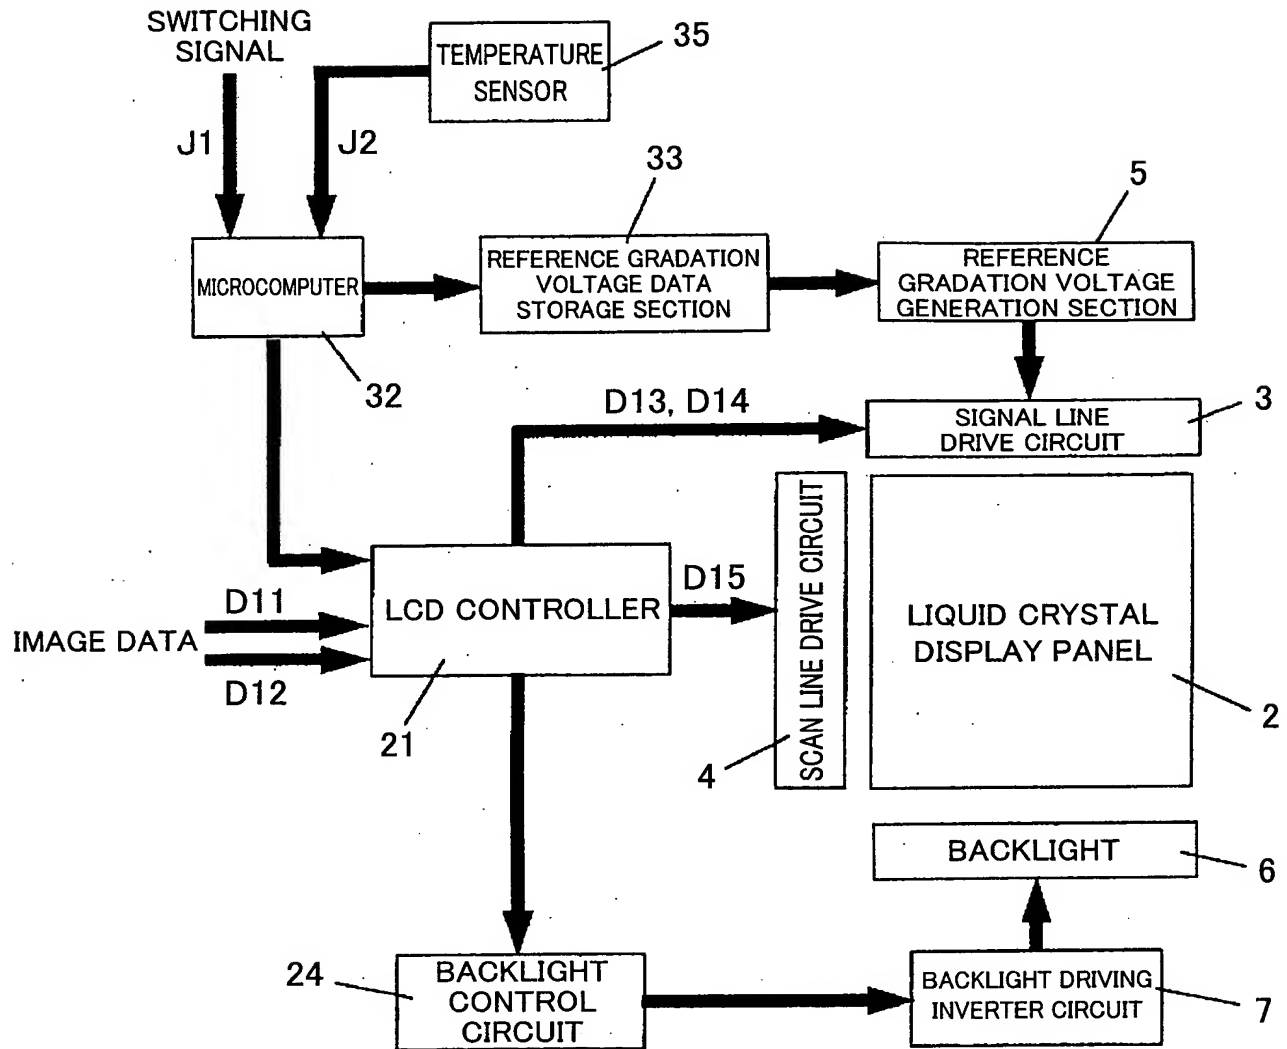 SWITCHING
SIGNAL
TEMPERATURE
SENSOR
35
J1
J2
33
5
MICROCOMPUTER
REFERENCE GRADATION
VOLTAGE DATA
STORAGE SECTION
REFERENCE
GRADATION VOLTAGE
GENERATION SECTION
32
D13, D14
SIGNAL LINE
DRIVE CIRCUIT
3
LCD CONTROLLER
D15
SCAN LINE DRIVE CIRCUIT
LIQUID CRYSTAL
DISPLAY PANEL
D11
IMAGE DATA
D12
21
4
2
BACKLIGHT
6
24
BACKLIGHT
CONTROL
CIRCUIT
BACKLIGHT DRIVING
INVERTER CIRCUIT
7